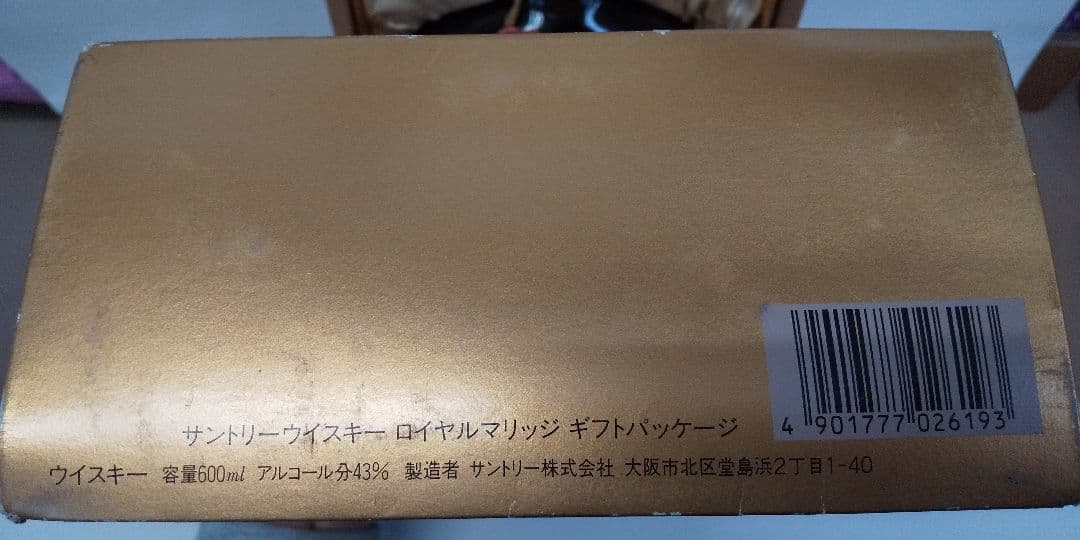 サントリーウイスキー ロイヤルマリッジ ギフトパッケージ
4 901777 026193
ウイスキー 容量600ml アルコール分43% 製造者 サントリー株式会社 大阪市北区堂島浜2丁目1-40